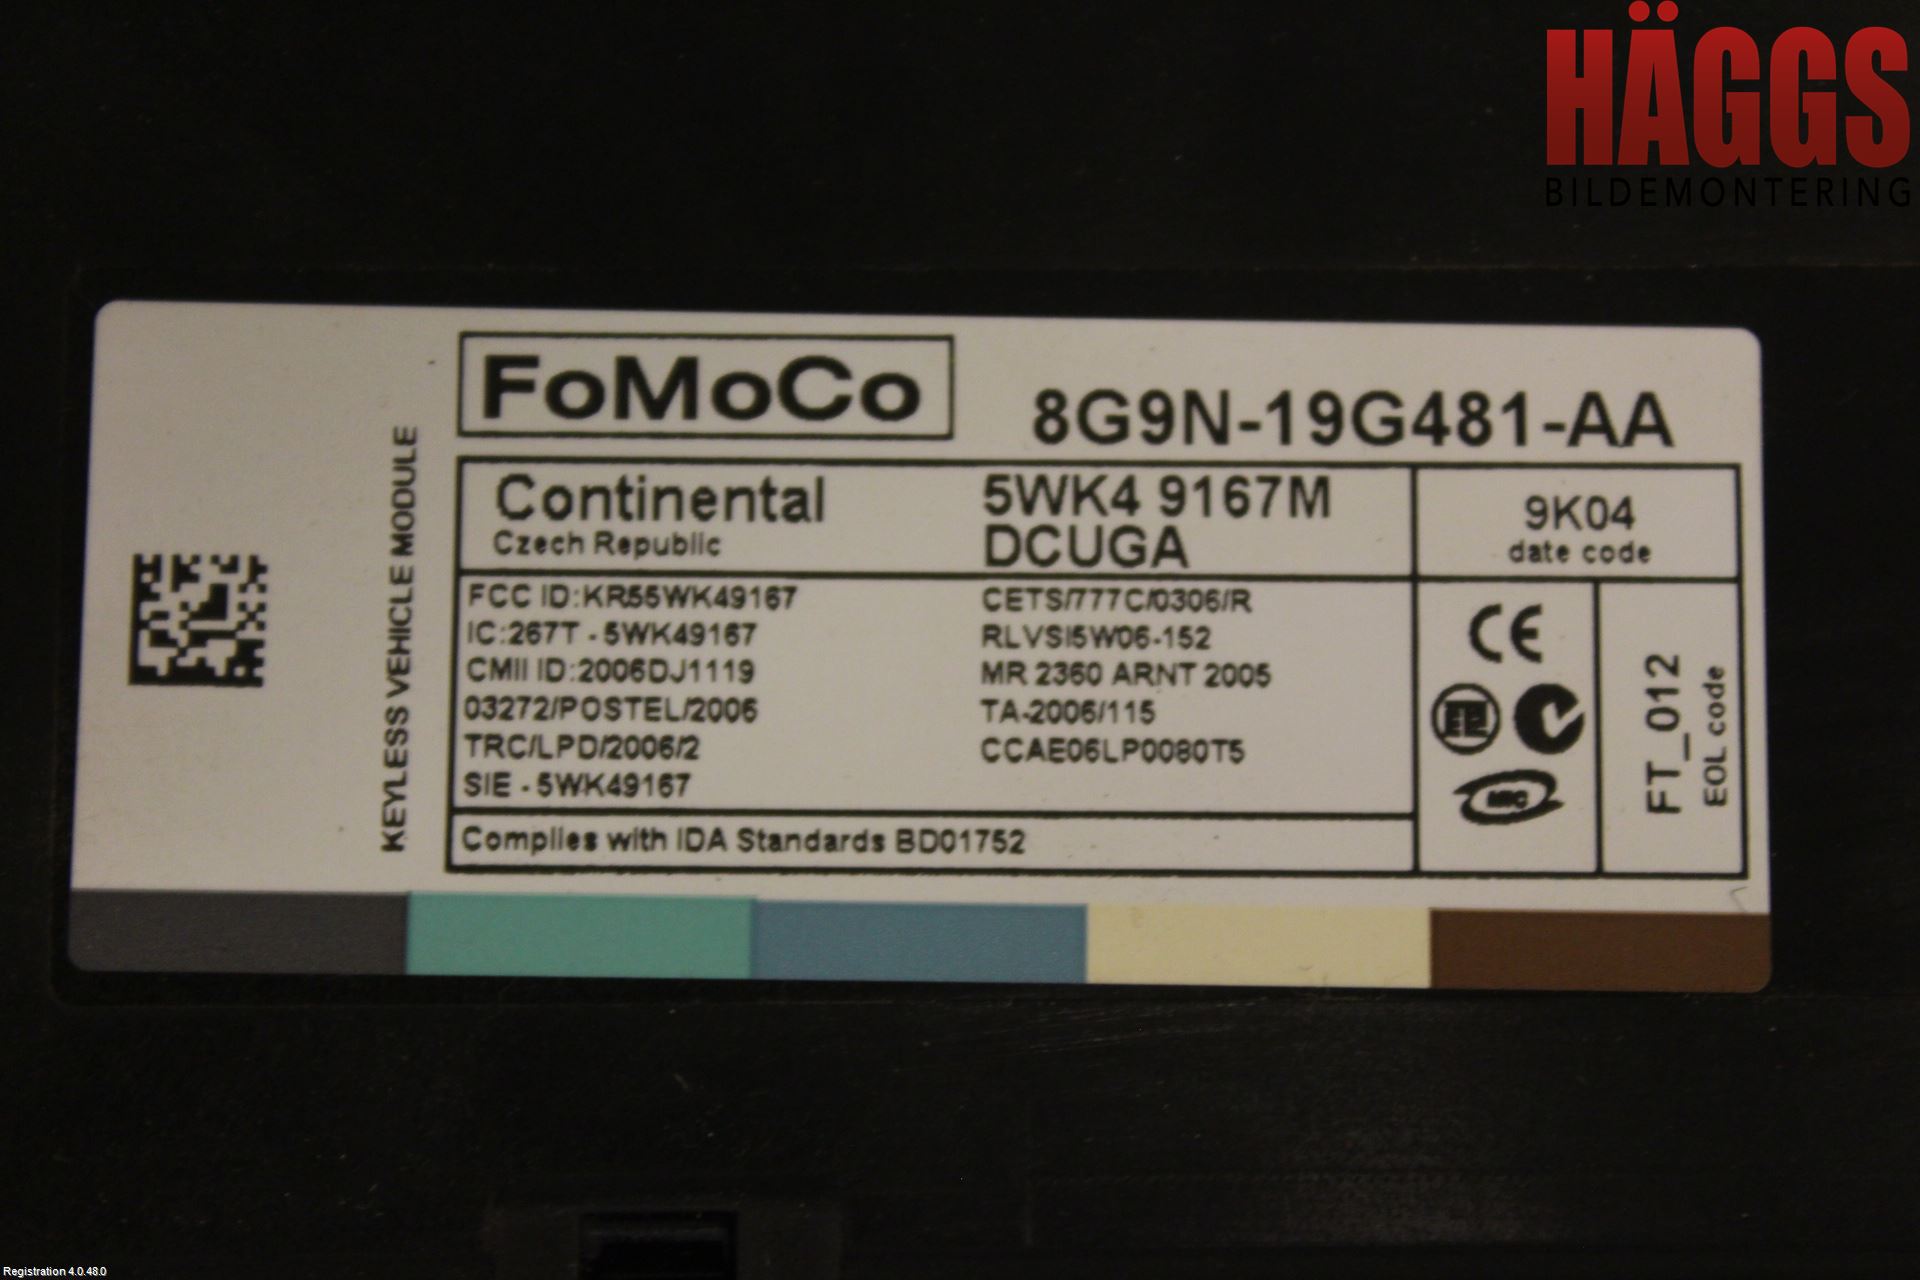 HÄGGS
BILDEMONTERING
FoMoCo
8G9N-19G481-AA
KEYLESS VEHICLE MODULE
Continental
Czech Republic
5WK4 9167M
DCUGA
9K04
date code
FCC ID:KR55WK49167
IC:267T - 5WK49167
CMII ID:2006DJ1119
03272/POSTEL/2006
TRC/LPD/2006/2
SIE - 5WK49167
CETS/777C/0306/R
RLVSI5W06-152
MR 2360 ARNT 2005
TA-2006/115
CCAE06LP0080T5
CE
MIC
FT_012
EOL code
Complies with IDA Standards BD01752
Registration 4.0.48.0